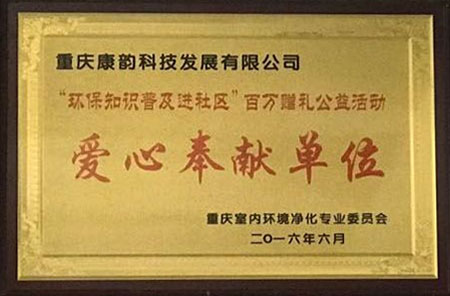 重庆康韵科技发展有限公司
“环保知识普及进社区”百万赠礼公益活动
爱心奉献单位
重庆室内环境净化专业委员会
二〇一六年六月